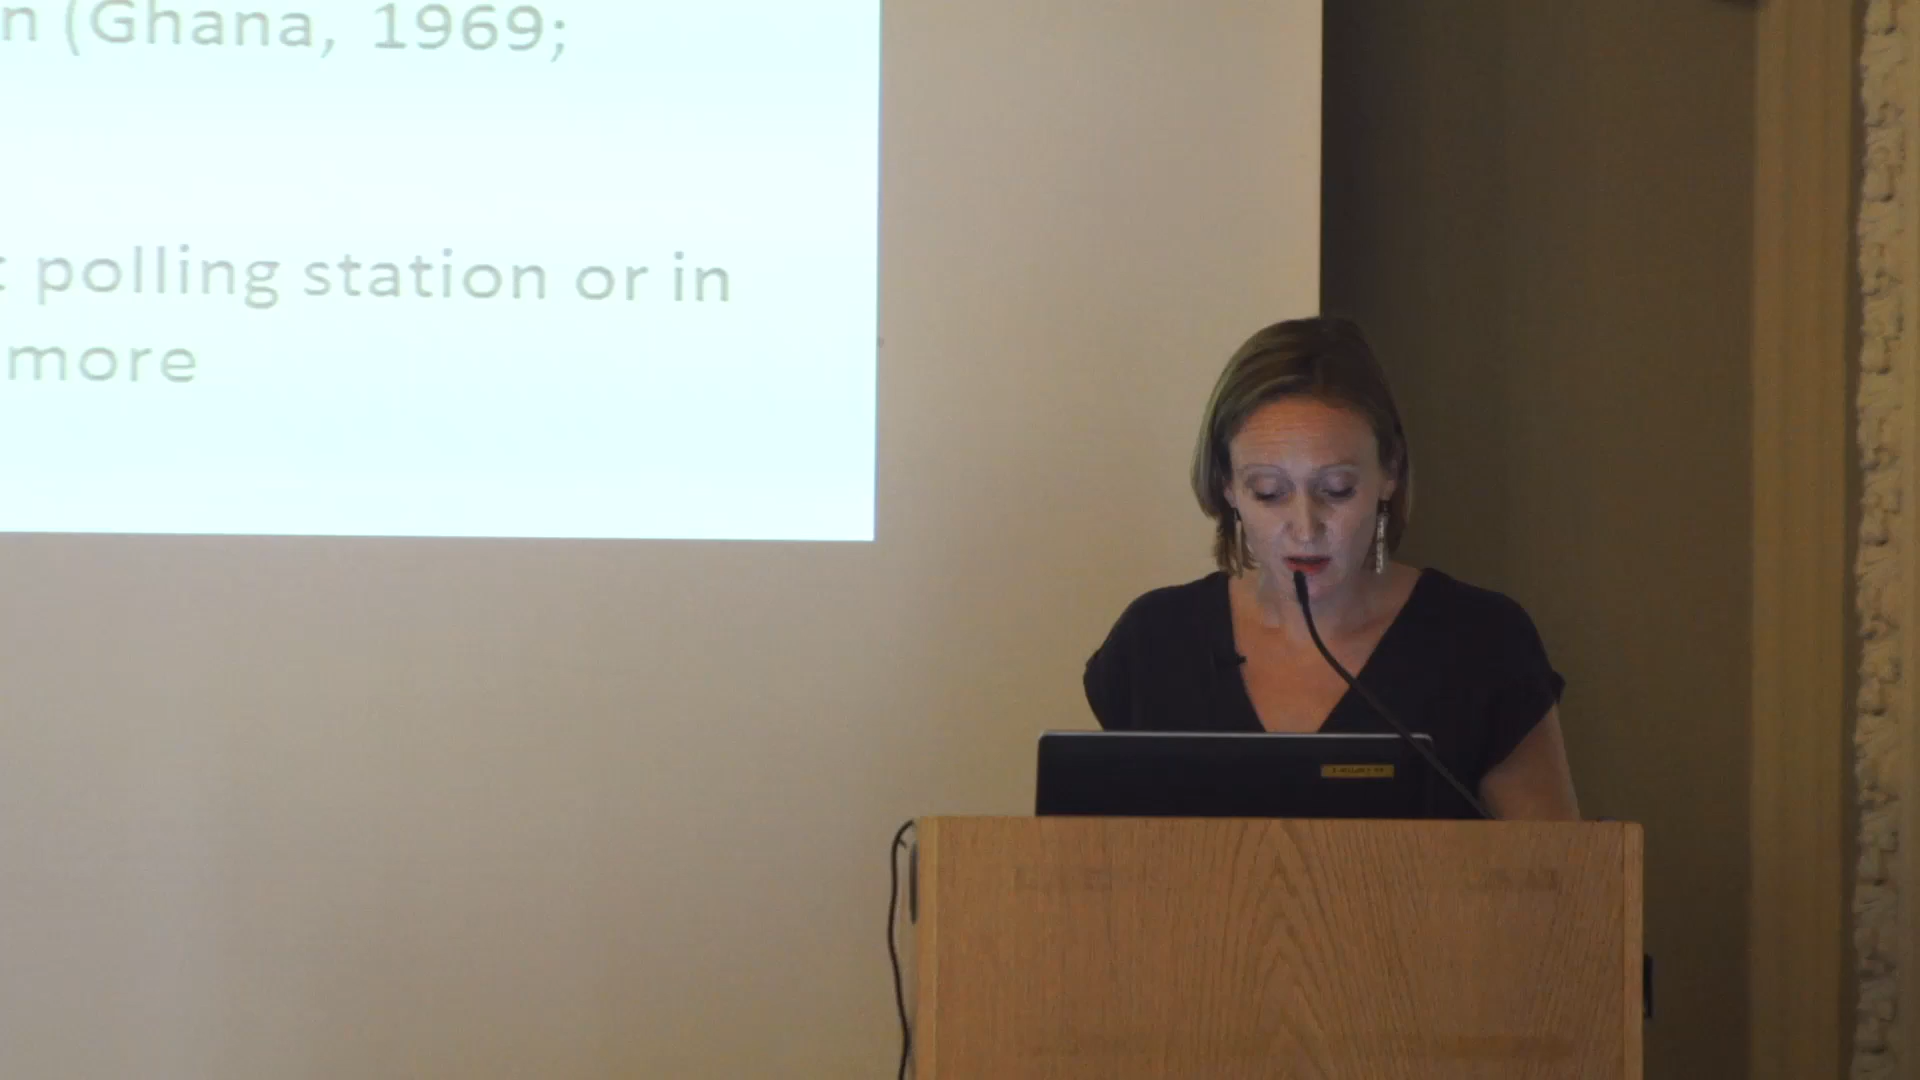 n (Ghana, 1969;
polling station or in
more